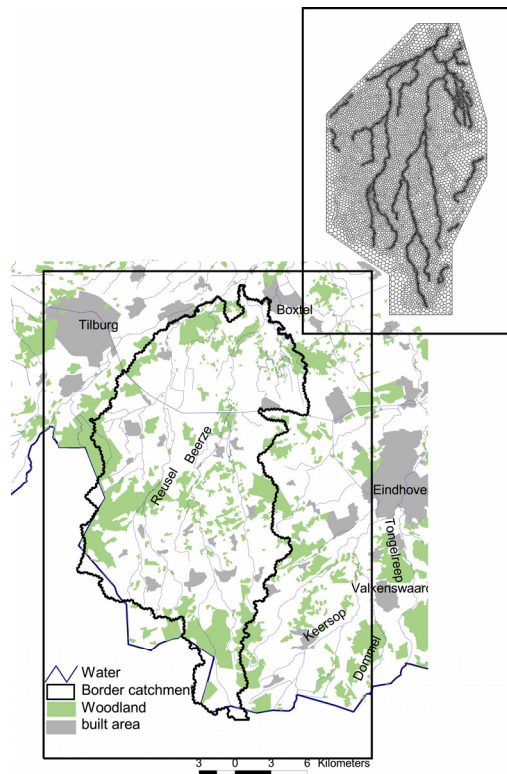 Tilburg
Boxtel
Beerze
Reusel
Eindhove
Tongelreep
Valkenswaard
Keersop
Dommel
Water
Border catchment
Woodland
built area
3 0 3 6 Kilometers